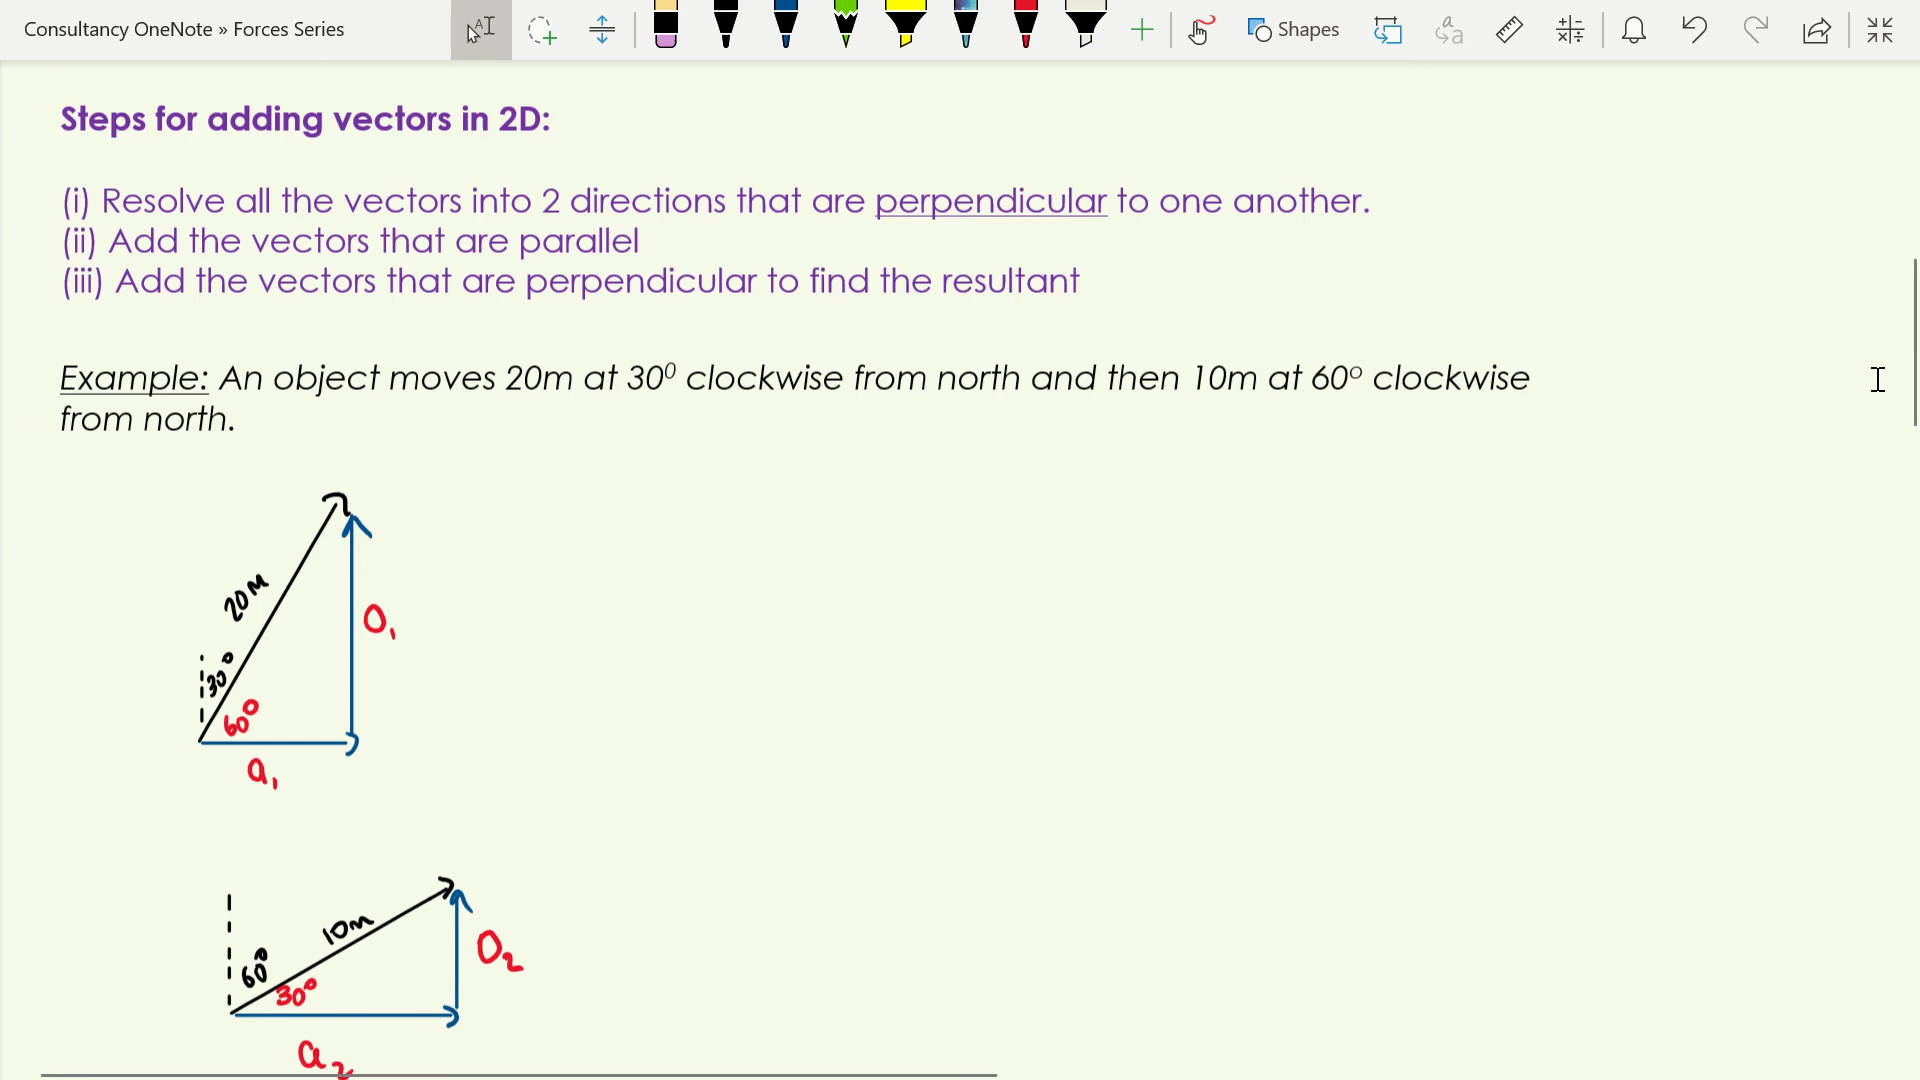 Consultancy OneNote » Forces Series
Shapes
Steps for adding vectors in 2D:
(i) Resolve all the vectors into 2 directions that are perpendicular to one another.
(ii) Add the vectors that are parallel
(iii) Add the vectors that are perpendicular to find the resultant
Example: An object moves 20m at 30⁰ clockwise from north and then 10m at 60° clockwise
from north.
20m
O₁
30°
60°
a₁
10m
O₂
60°
30°
a₂